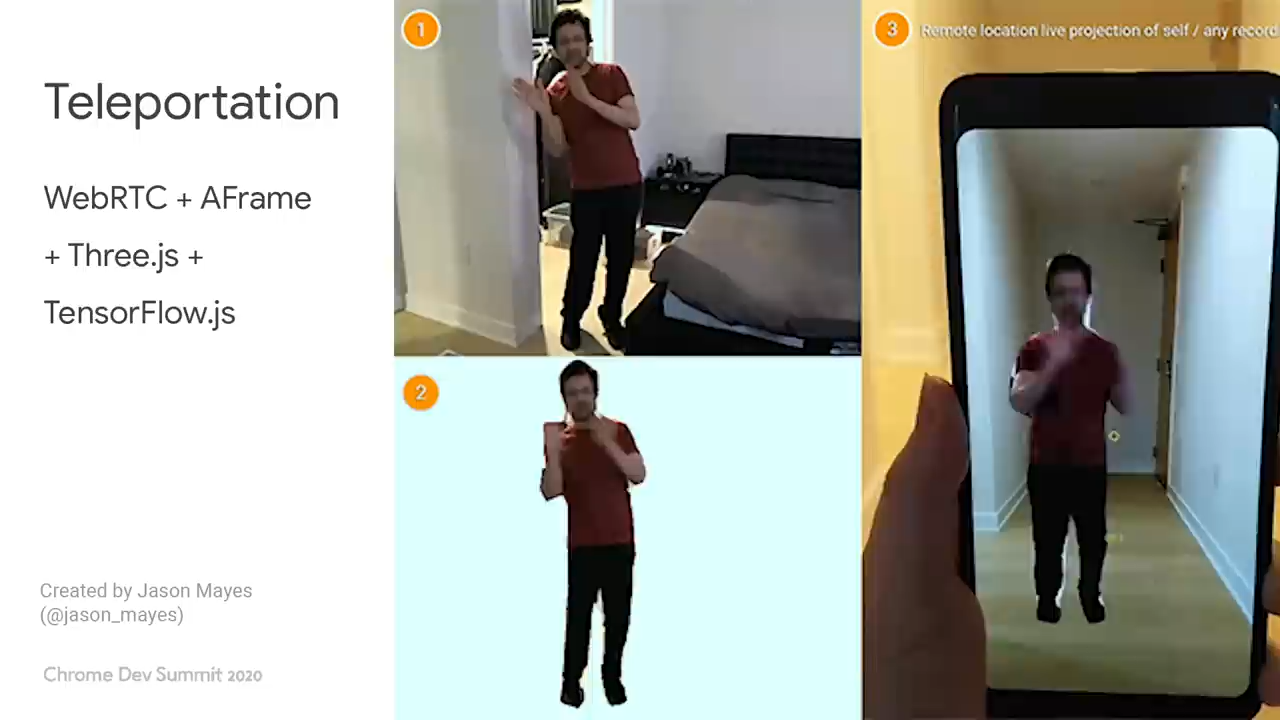 Teleportation
WebRTC + AFrame
+ Three.js +
TensorFlow.js
Created by Jason Mayes
(@jason_mayes)
Chrome Dev Summit 2020
1
2
3
Remote location live projection of self / any record